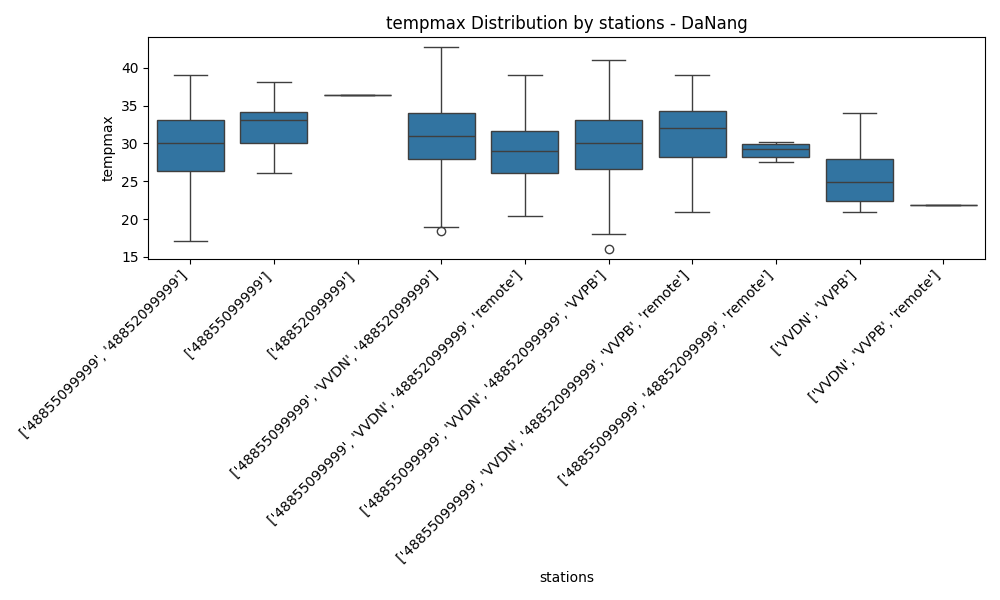 tempmax Distribution by stations - DaNang
tempmax
40
35
30
25
20
15
['48855099999', '48852099999']
['48855099999']
['48852099999']
['48855099999', 'VVDN', '48852099999']
['48855099999', 'VVDN', '48852099999', 'remote']
['48855099999', 'VVDN', '48852099999', 'VVPB']
['48855099999', 'VVDN', '48852099999', 'VVPB', 'remote']
['48855099999', '48852099999', 'remote']
['VVDN', 'VVPB']
['VVDN', 'VVPB', 'remote']
stations